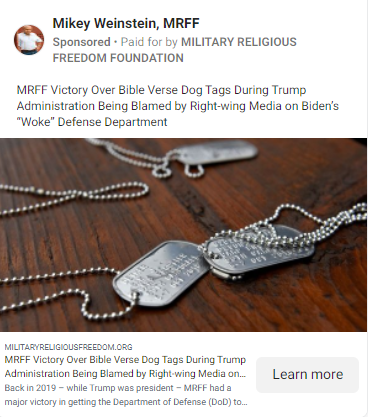 Mikey Weinstein, MRFF
Sponsored • Paid for by MILITARY RELIGIOUS
FREEDOM FOUNDATION
MRFF Victory Over Bible Verse Dog Tags During Trump
Administration Being Blamed by Right-wing Media on Biden's
“Woke” Defense Department
MILITARYRELIGIOUSFREEDOM.ORG
MRFF Victory Over Bible Verse Dog Tags During Trump
Administration Being Blamed by Right-wing Media on...
Back in 2019 – while Trump was president – MRFF had a
major victory in getting the Department of Defense (DoD) to...
Learn more